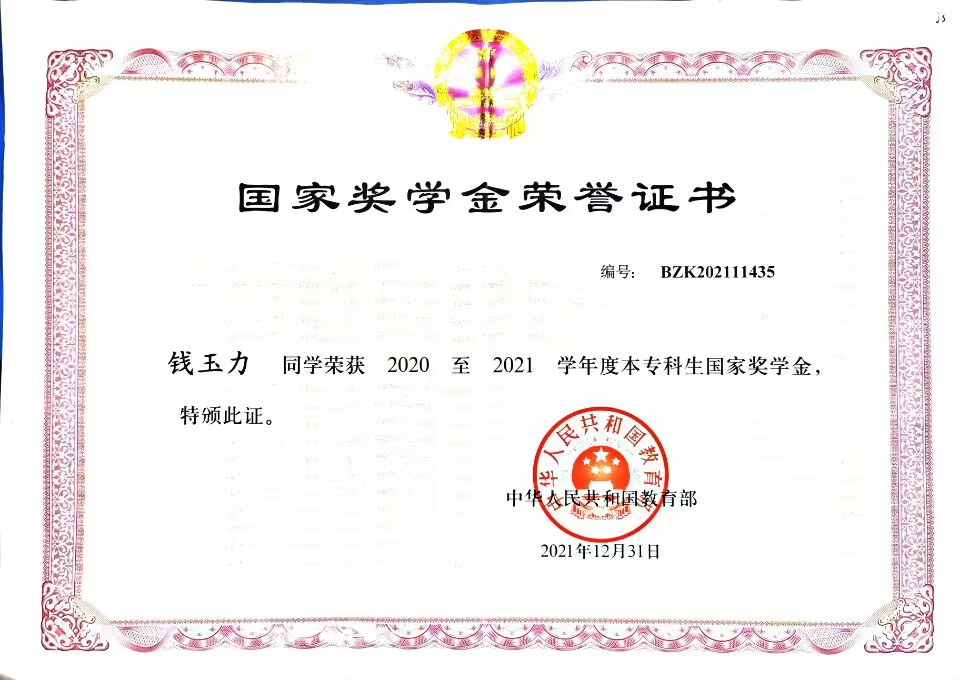 js
国家奖学金荣誉证书
编号： BZK202111435
钱玉力 同学荣获 2020 至 2021 学年度本专科生国家奖学金，
特颁此证。
中华人民共和国教育部
中华人民共和国教育部
2021年12月31日